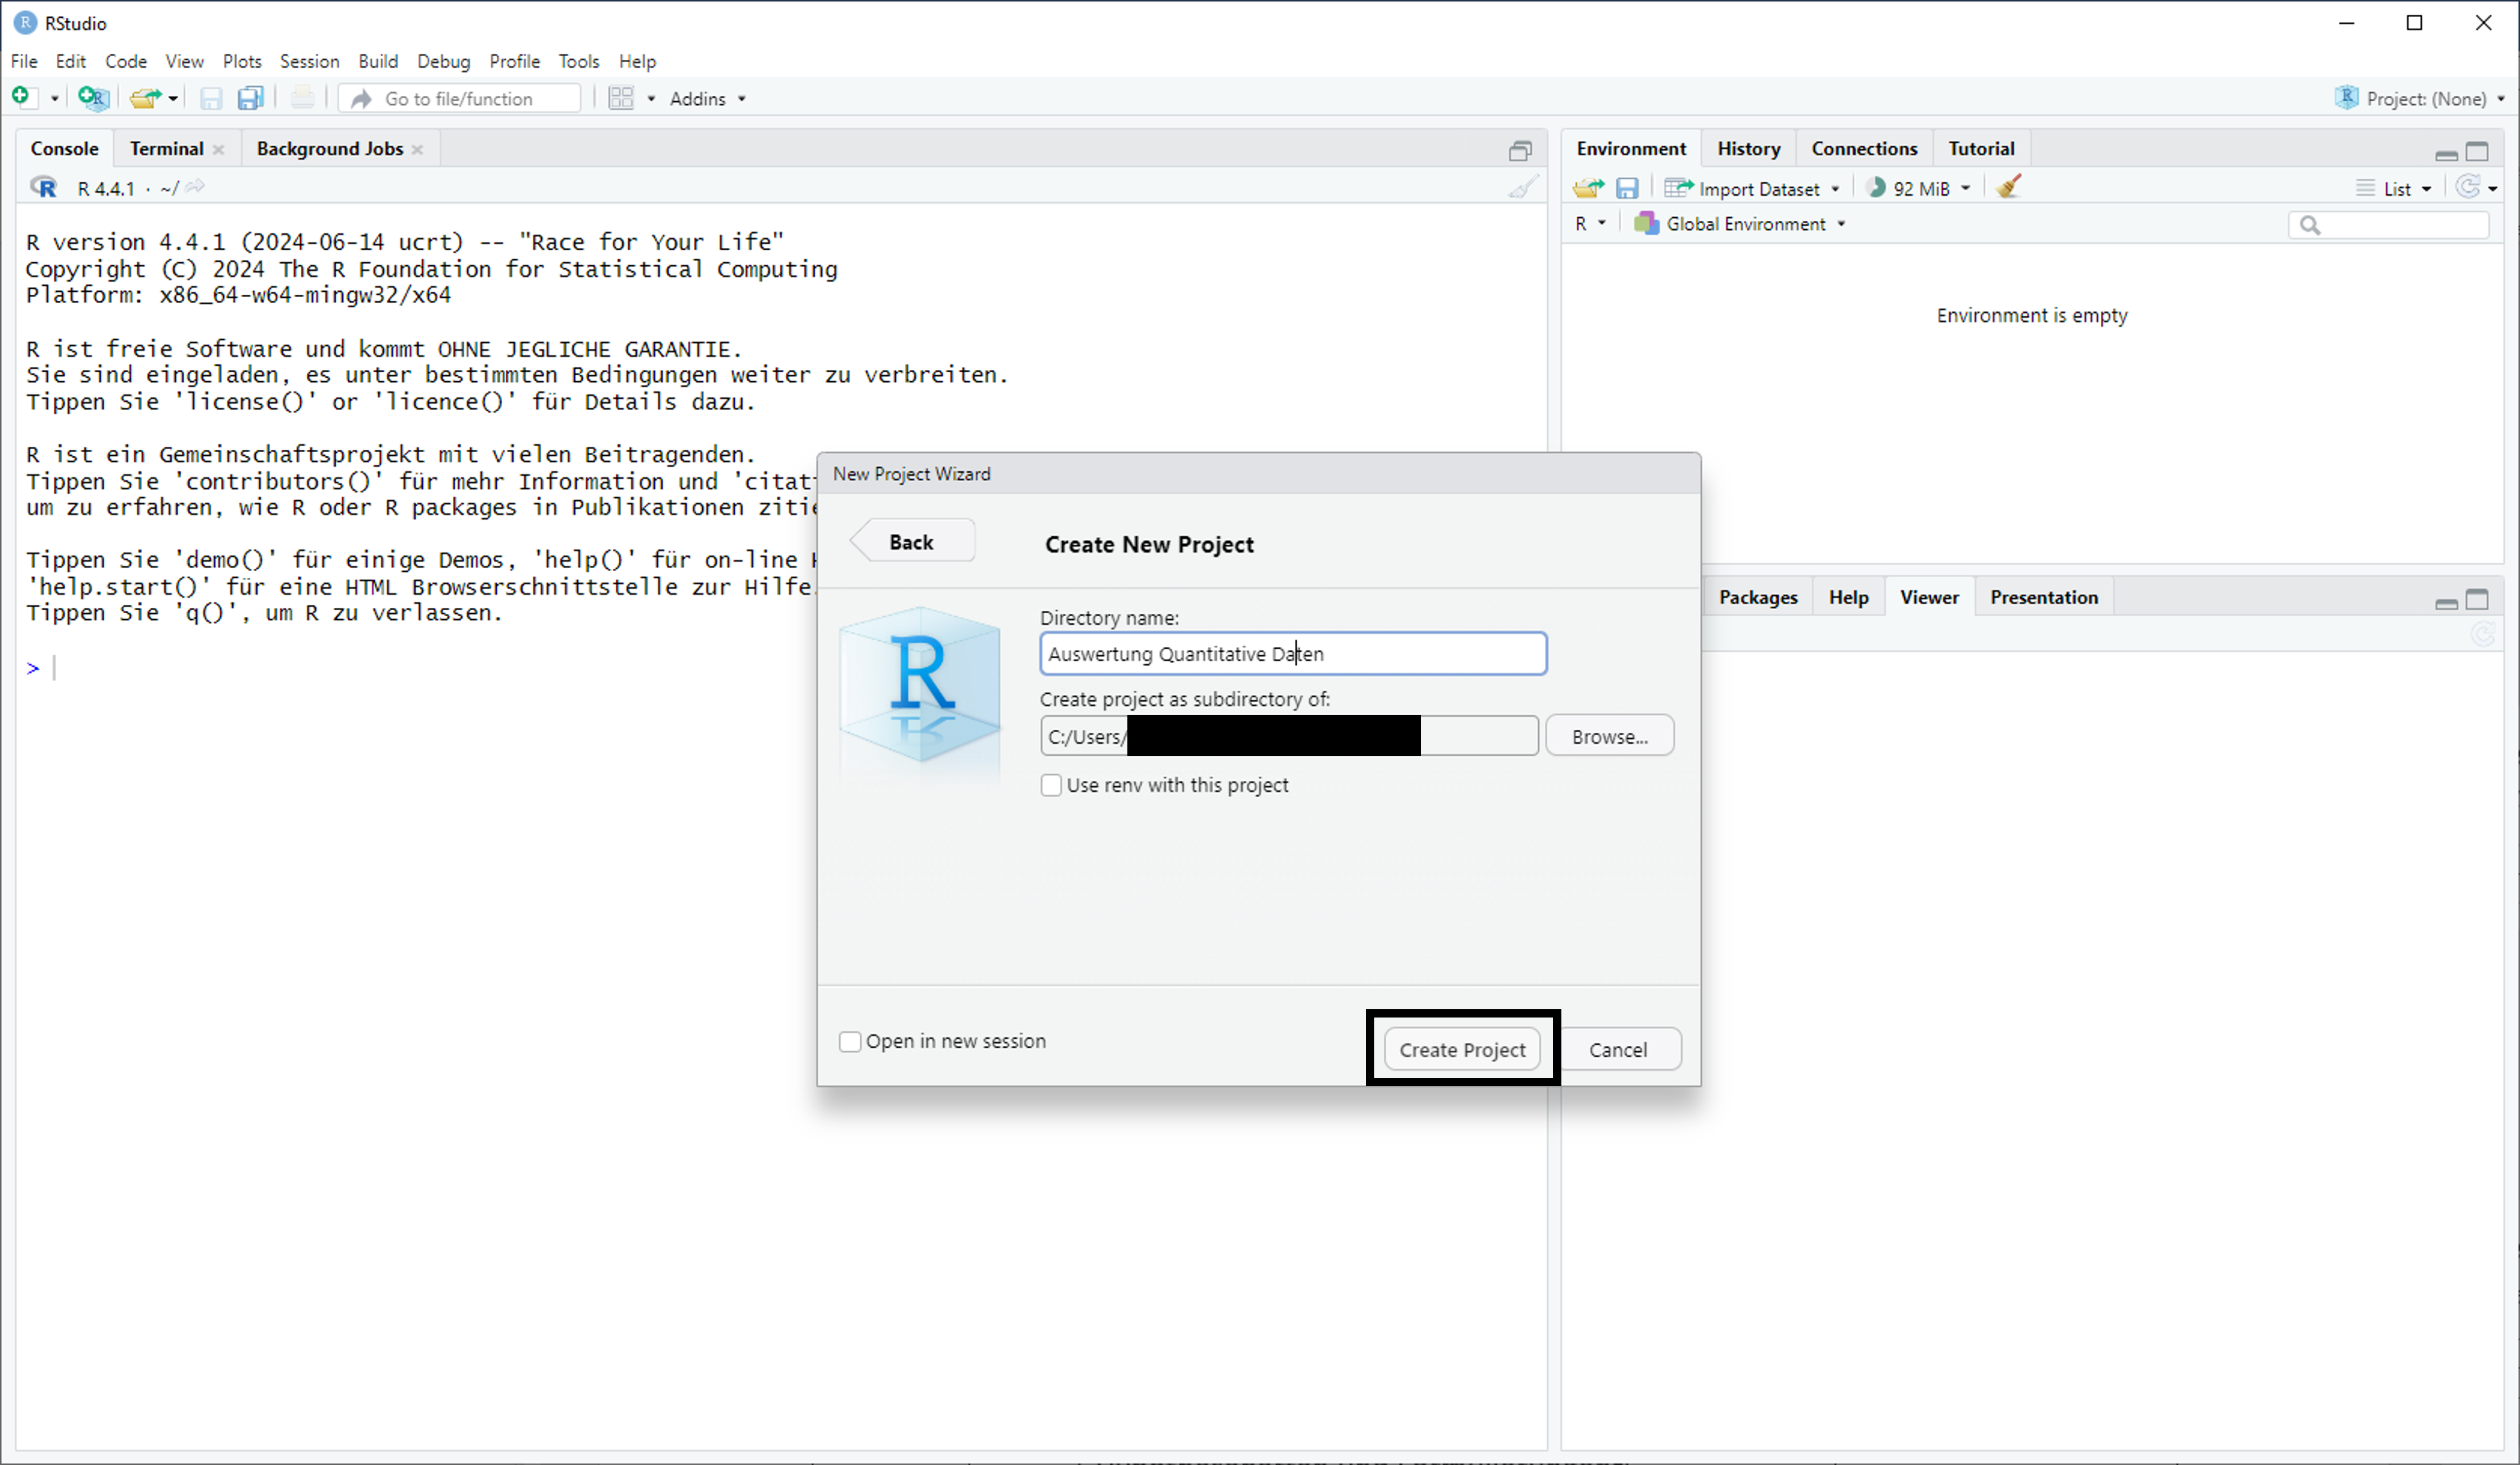 RStudio
File Edit Code View Plots Session Build Debug Profile Tools Help
Go to file/function Addins Project: (None)
Console Terminal Background Jobs
R 4.4.1 · ~/
R version 4.4.1 (2024-06-14 ucrt) -- "Race for Your Life"
Copyright (C) 2024 The R Foundation for Statistical Computing
Platform: x86_64-w64-mingw32/x64
R ist freie Software und kommt OHNE JEGLICHE GARANTIE.
Sie sind eingeladen, es unter bestimmten Bedingungen weiter zu verbreiten.
Tippen Sie 'license()' or 'licence()' für Details dazu.
R ist ein Gemeinschaftsprojekt mit vielen Beitragenden.
Tippen Sie 'contributors()' für mehr Information und 'citat
um zu erfahren, wie R oder R packages in Publikationen zitie
Tippen Sie 'demo()' für einige Demos, 'help()' für on-line
'help.start()' für eine HTML Browserschnittstelle zur Hilfe.
Tippen Sie 'q()', um R zu verlassen.
>
Environment History Connections Tutorial
Import Dataset 92 MiB List
R Global Environment
Environment is empty
Packages Help Viewer Presentation
New Project Wizard
Back
Create New Project
R
Directory name:
Auswertung Quantitative Daten
Create project as subdirectory of:
C:/Users/
Browse...
Use renv with this project
Open in new session
Create Project
Cancel